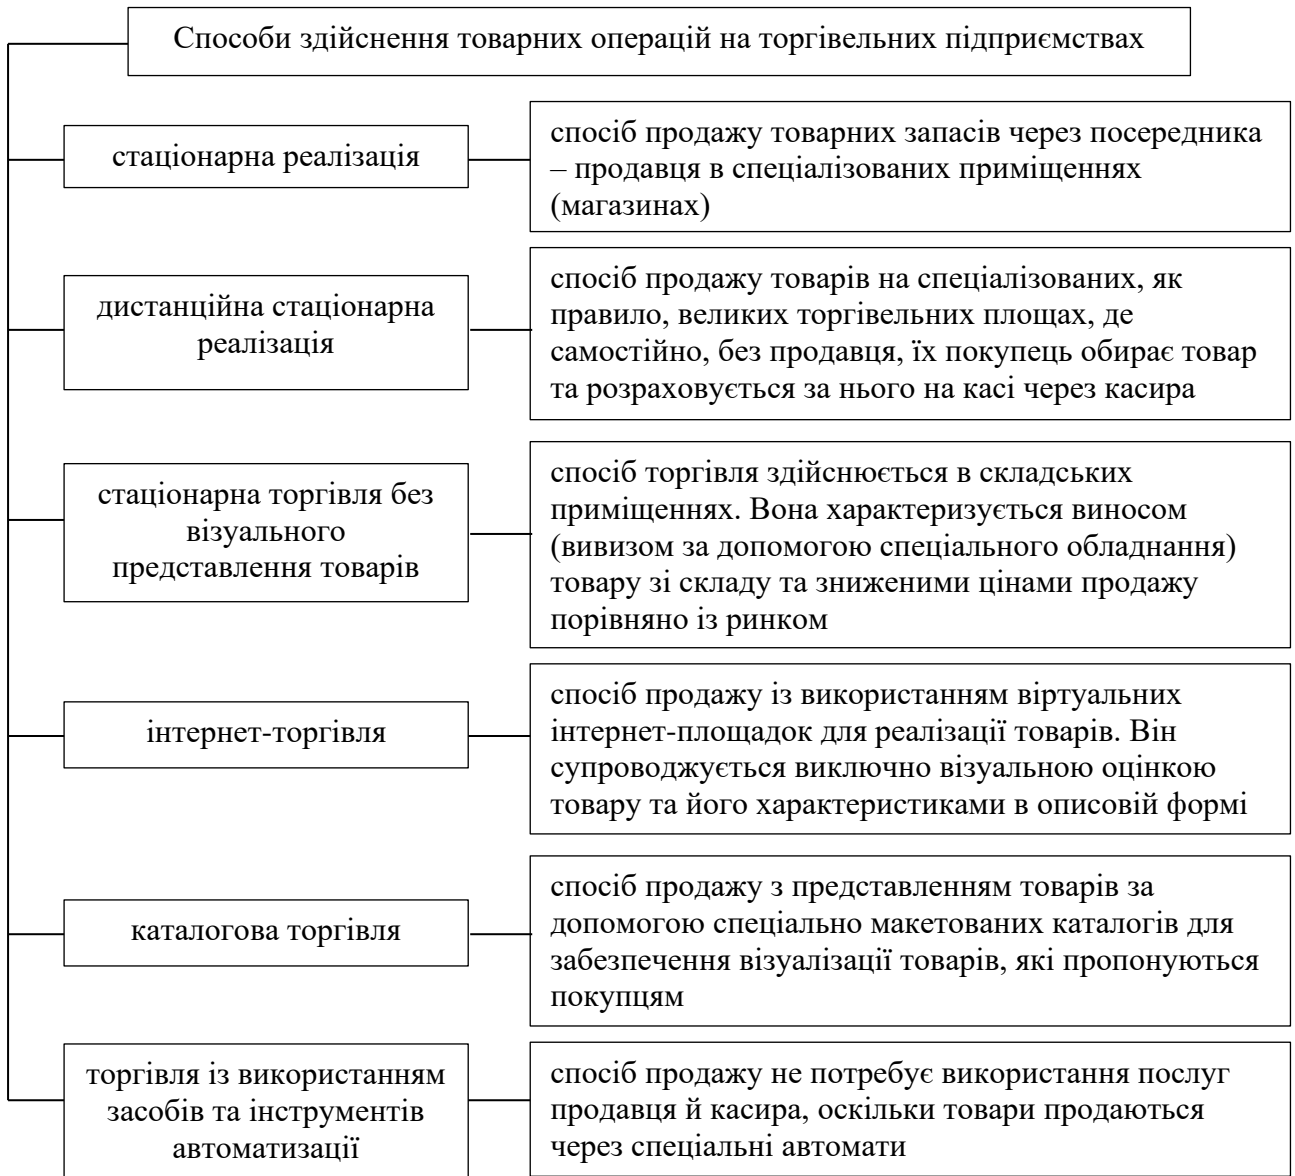 Способи здійснення товарних операцій на торгівельних підприємствах
стаціонарна реалізація
спосіб продажу товарних запасів через посередника
– продавця в спеціалізованих приміщеннях
(магазинах)
дистанційна стаціонарна
реалізація
спосіб продажу товарів на спеціалізованих, як
правило, великих торгівельних площах, де
самостійно, без продавця, їх покупець обирає товар
та розраховується за нього на касі через касира
стаціонарна торгівля без
візуального
представлення товарів
спосіб торгівля здійснюється в складських
приміщеннях. Вона характеризується виносом
(вивизом за допомогою спеціального обладнання)
товару зі складу та зниженими цінами продажу
порівняно із ринком
інтернет-торгівля
спосіб продажу із використанням віртуальних
інтернет-площадок для реалізації товарів. Він
супроводжується виключно візуальною оцінкою
товару та його характеристиками в описовій формі
каталогова торгівля
спосіб продажу з представленням товарів за
допомогою спеціально макетованих каталогів для
забезпечення візуалізації товарів, які пропонуються
покупцям
торгівля із використанням
засобів та інструментів
автоматизації
спосіб продажу не потребує використання послуг
продавця й касира, оскільки товари продаються
через спеціальні автомати